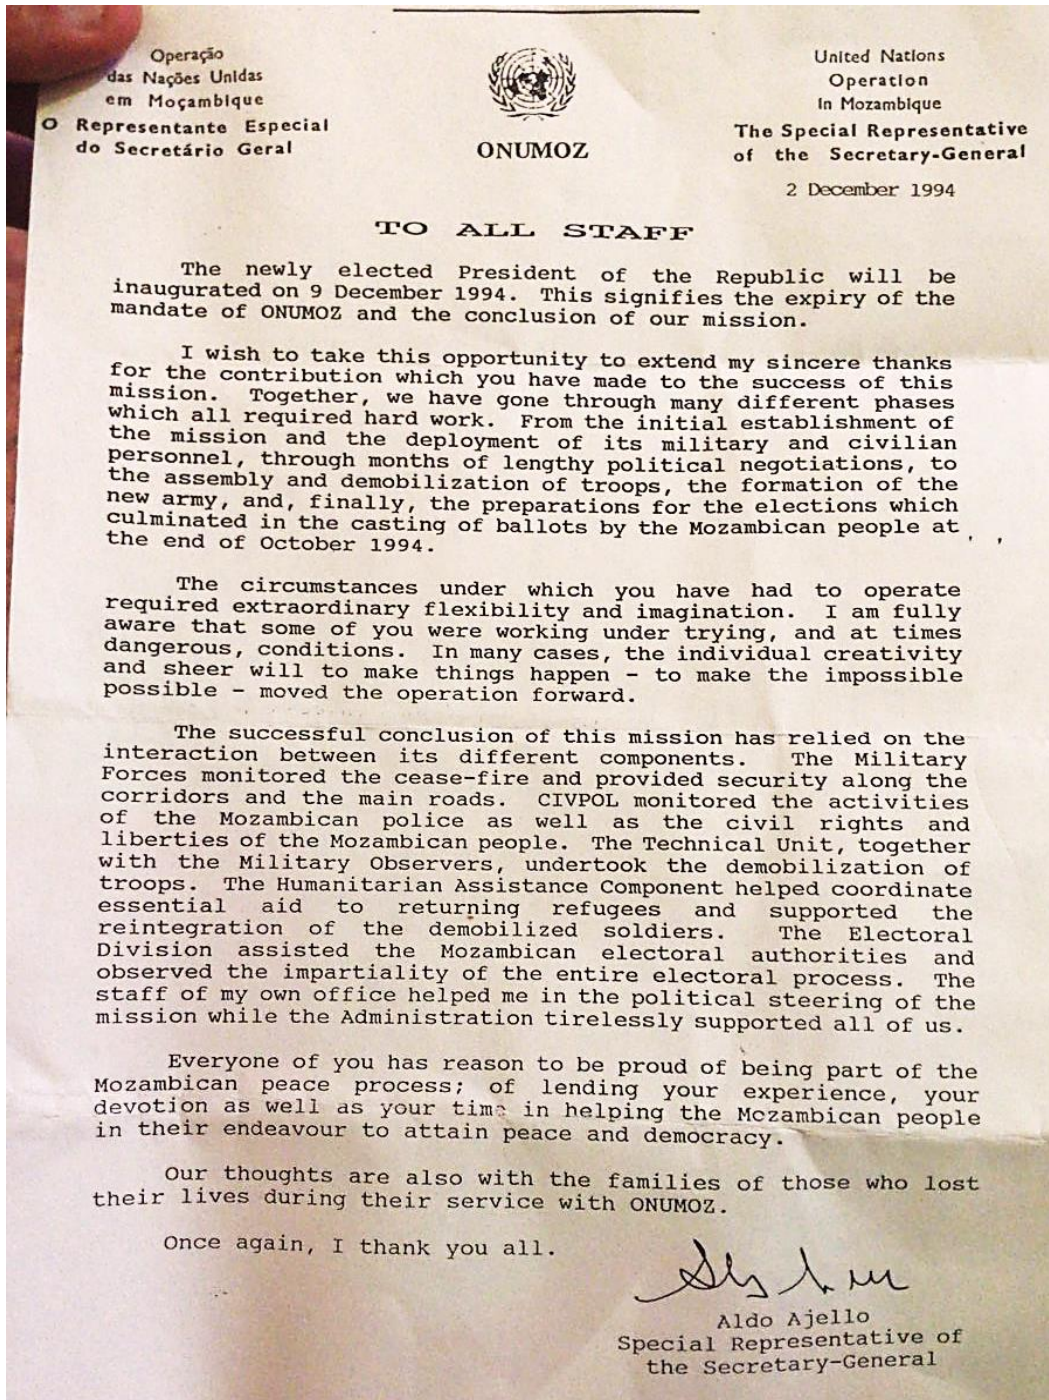 Operação
das Nações Unidas
em Moçambique
O Representante Especial
do Secretário Geral
ONUMOZ
United Nations
Operation
in Mozambique
The Special Representative
of the Secretary-General
2 December 1994
TO ALL STAFF
The newly elected President of the Republic will be
inaugurated on 9 December 1994. This signifies the expiry of the
mandate of ONUMOZ and the conclusion of our mission.
I wish to take this opportunity to extend my sincere thanks
for the contribution which you have made to the success of this
mission. Together, we have gone through many different phases
which all required hard work. From the initial establishment of
the mission and the deployment of its military and civilian
personnel, through months of lengthy political negotiations, to
the assembly and demobilization of troops, the formation of the
new army, and, finally, the preparations for the elections which
culminated in the casting of ballots by the Mozambican people at
the end of October 1994.
The circumstances under which you have had to operate
required extraordinary flexibility and imagination. I am fully
aware that some of you were working under trying, and at times
dangerous, conditions. In many cases, the individual creativity
and sheer will to make things happen - to make the impossible
possible - moved the operation forward.
The successful conclusion of this mission has relied on the
interaction between its different components. The Military
Forces monitored the cease-fire and provided security along the
corridors and the main roads. CIVPOL monitored the activities
of the Mozambican police as well as the civil rights and
liberties of the Mozambican people. The Technical Unit, together
with the Military Observers, undertook the demobilization of
troops. The Humanitarian Assistance Component helped coordinate
essential aid to returning refugees and supported the
reintegration of the demobilized soldiers. The Electoral
Division assisted the Mozambican electoral authorities and
observed the impartiality of the entire electoral process. The
staff of my own office helped me in the political steering of the
mission while the Administration tirelessly supported all of us.
Everyone of you has reason to be proud of being part of the
Mozambican peace process; of lending your experience, your
devotion as well as your time in helping the Mozambican people
in their endeavour to attain peace and democracy.
Our thoughts are also with the families of those who lost
their lives during their service with ONUMOZ.
Once again, I thank you all.
Aldo Ajello
Special Representative of
the Secretary-General